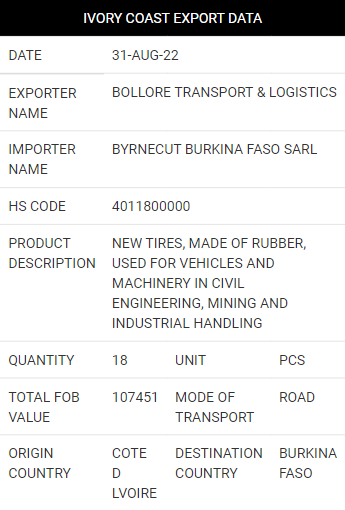 IVORY COAST EXPORT DATA
DATE 31-AUG-22
EXPORTER NAME BOLLORE TRANSPORT & LOGISTICS
IMPORTER NAME BYRNECUT BURKINA FASO SARL
HS CODE 4011800000
PRODUCT DESCRIPTION NEW TIRES, MADE OF RUBBER,
USED FOR VEHICLES AND
MACHINERY IN CIVIL
ENGINEERING, MINING AND
INDUSTRIAL HANDLING
QUANTITY 18 UNIT PCS
TOTAL FOB VALUE 107451 MODE OF TRANSPORT ROAD
ORIGIN COUNTRY COTE D LVOIRE DESTINATION COUNTRY BURKINA FASO